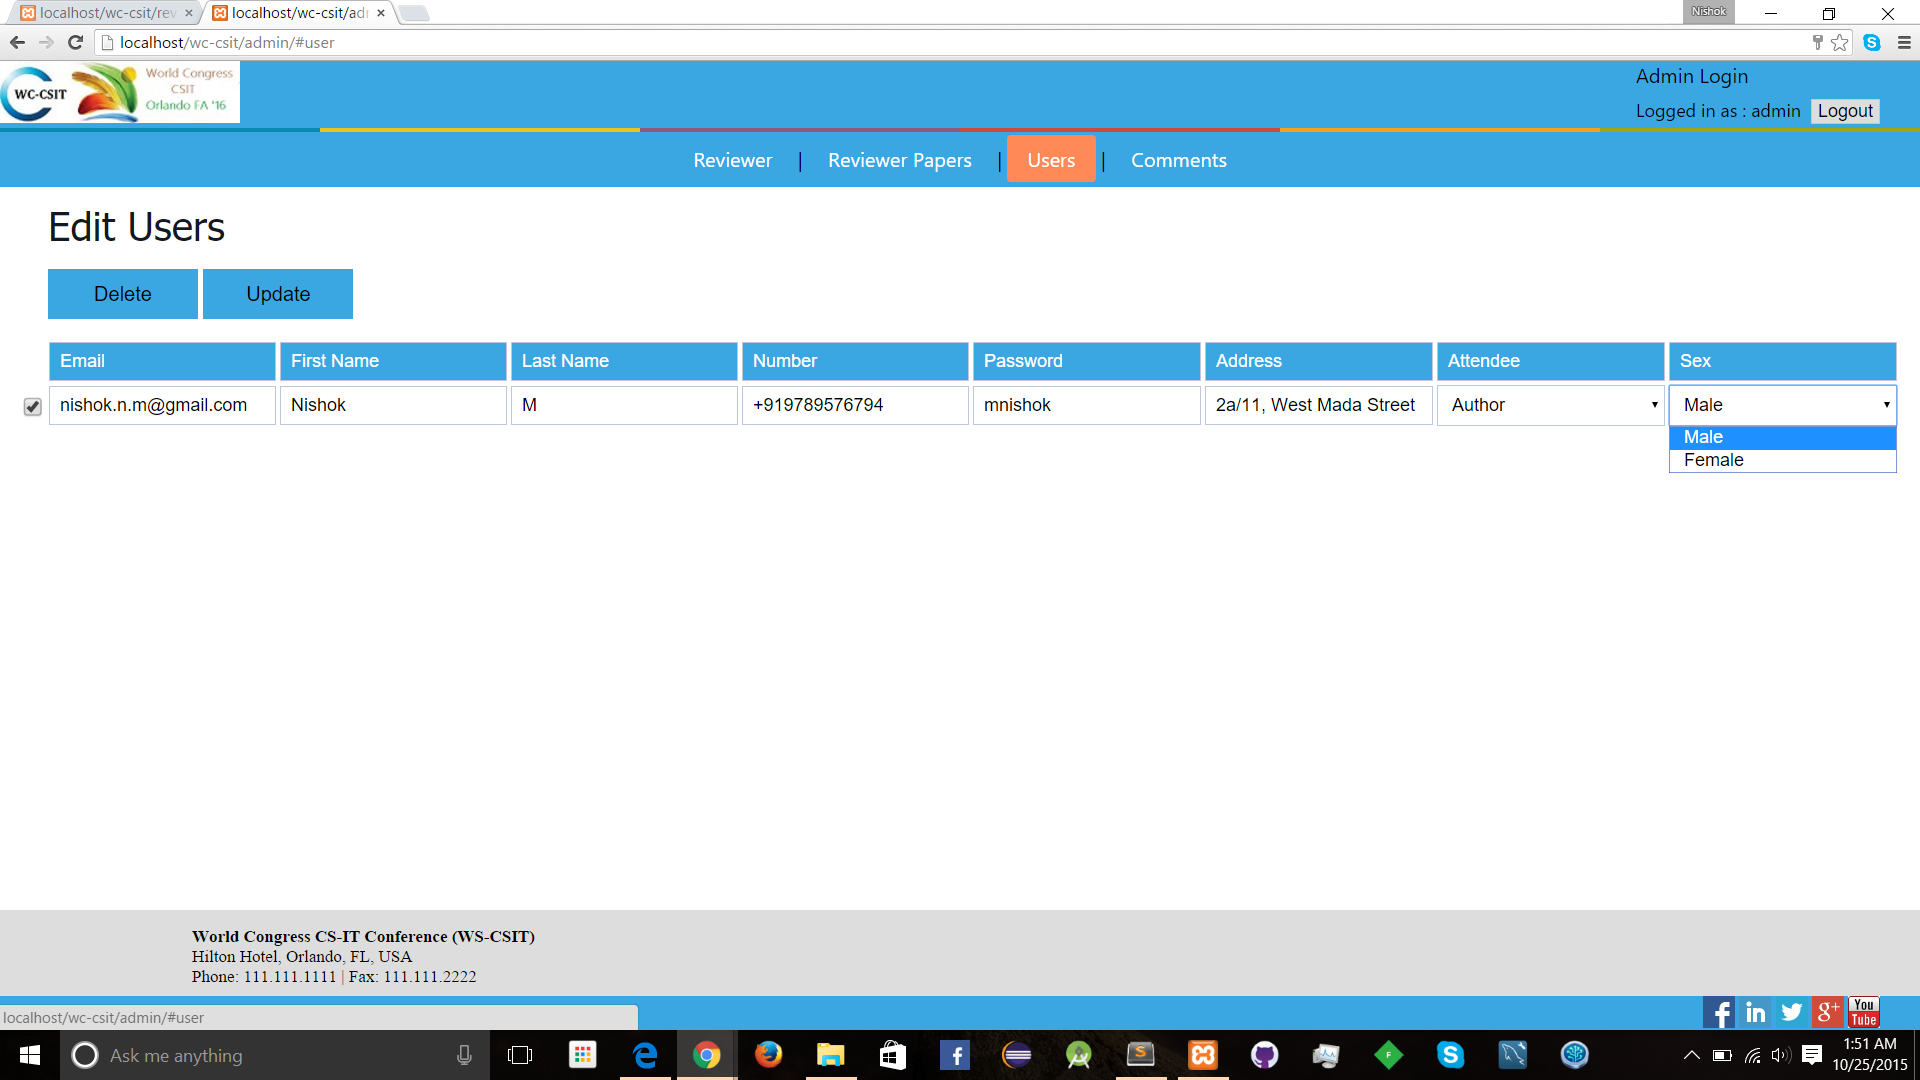 localhost/wc-csit/rev
localhost/wc-csit/adr
Nishok
localhost/wc-csit/admin/#user
WC-CSIT
World Congress
CSIT
Orlando FA '16
Admin Login
Logged in as : admin Logout
Reviewer | Reviewer Papers | Users | Comments
Edit Users
Delete Update
Email First Name Last Name Number Password Address Attendee Sex
nishok.n.m@gmail.com Nishok M +919789576794 mnishok 2a/11, West Mada Street Author Male
Male
Female
World Congress CS-IT Conference (WS-CSIT)
Hilton Hotel, Orlando, FL, USA
Phone: 111.111.1111 | Fax: 111.111.2222
localhost/wc-csit/admin/#user
You
Tube
Ask me anything
1:51 AM
10/25/2015